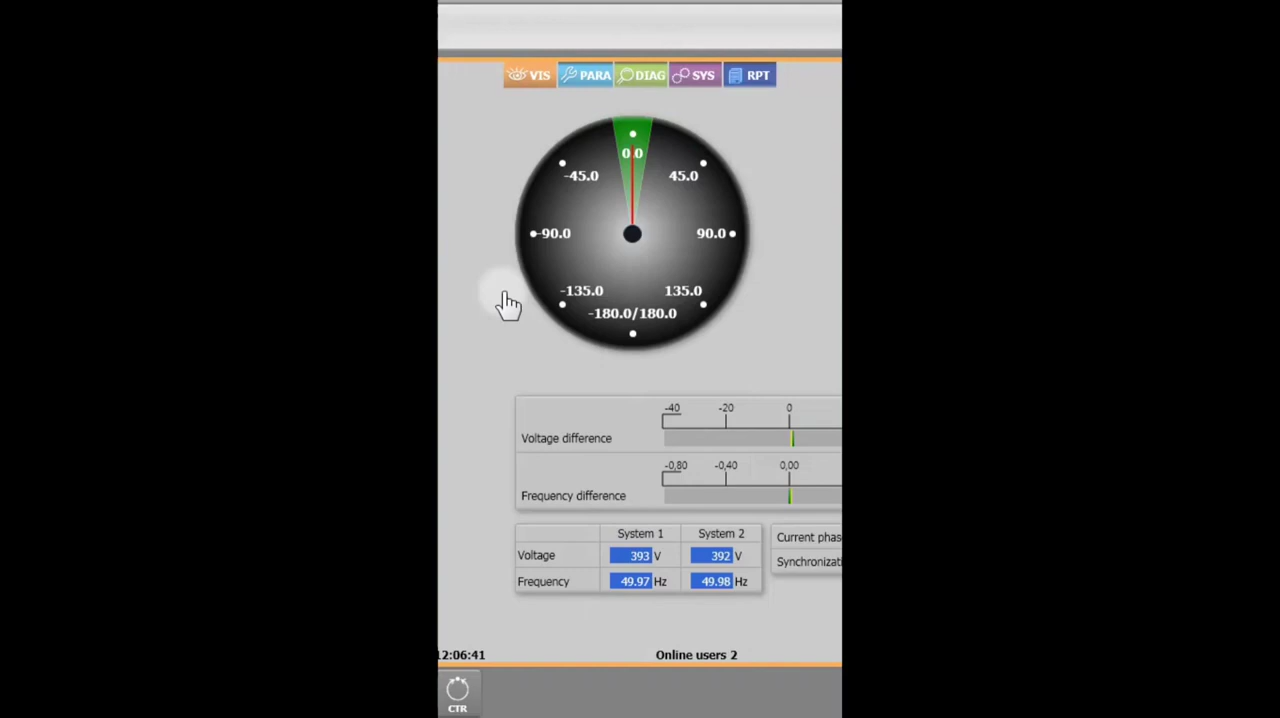 VIS PARA DIAG SYS RPT
0.0
-45.0 45.0
-90.0 90.0
-135.0 135.0
-180.0/180.0
-40 -20 0
Voltage difference
-0,80 -0,40 0,00
Frequency difference
System 1 System 2
Voltage 393 V 392 V
Frequency 49.97 Hz 49.98 Hz
Current phas
Synchronizati
12:06:41 Online users 2
CTR